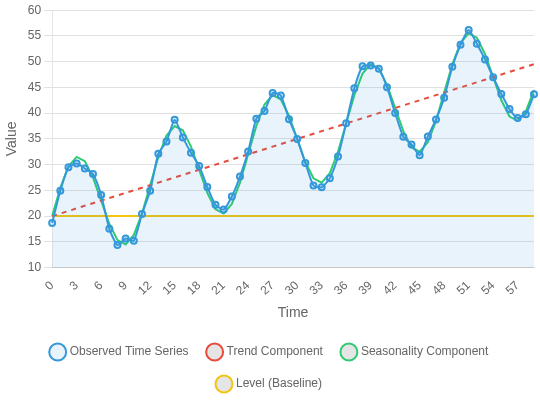 60
55
50
45
40
35
30
25
20
15
10
Value
0 3 6 9 12 15 18 21 24 27 30 33 36 39 42 45 48 51 54 57
Time
Observed Time Series Trend Component Seasonality Component
Level (Baseline)